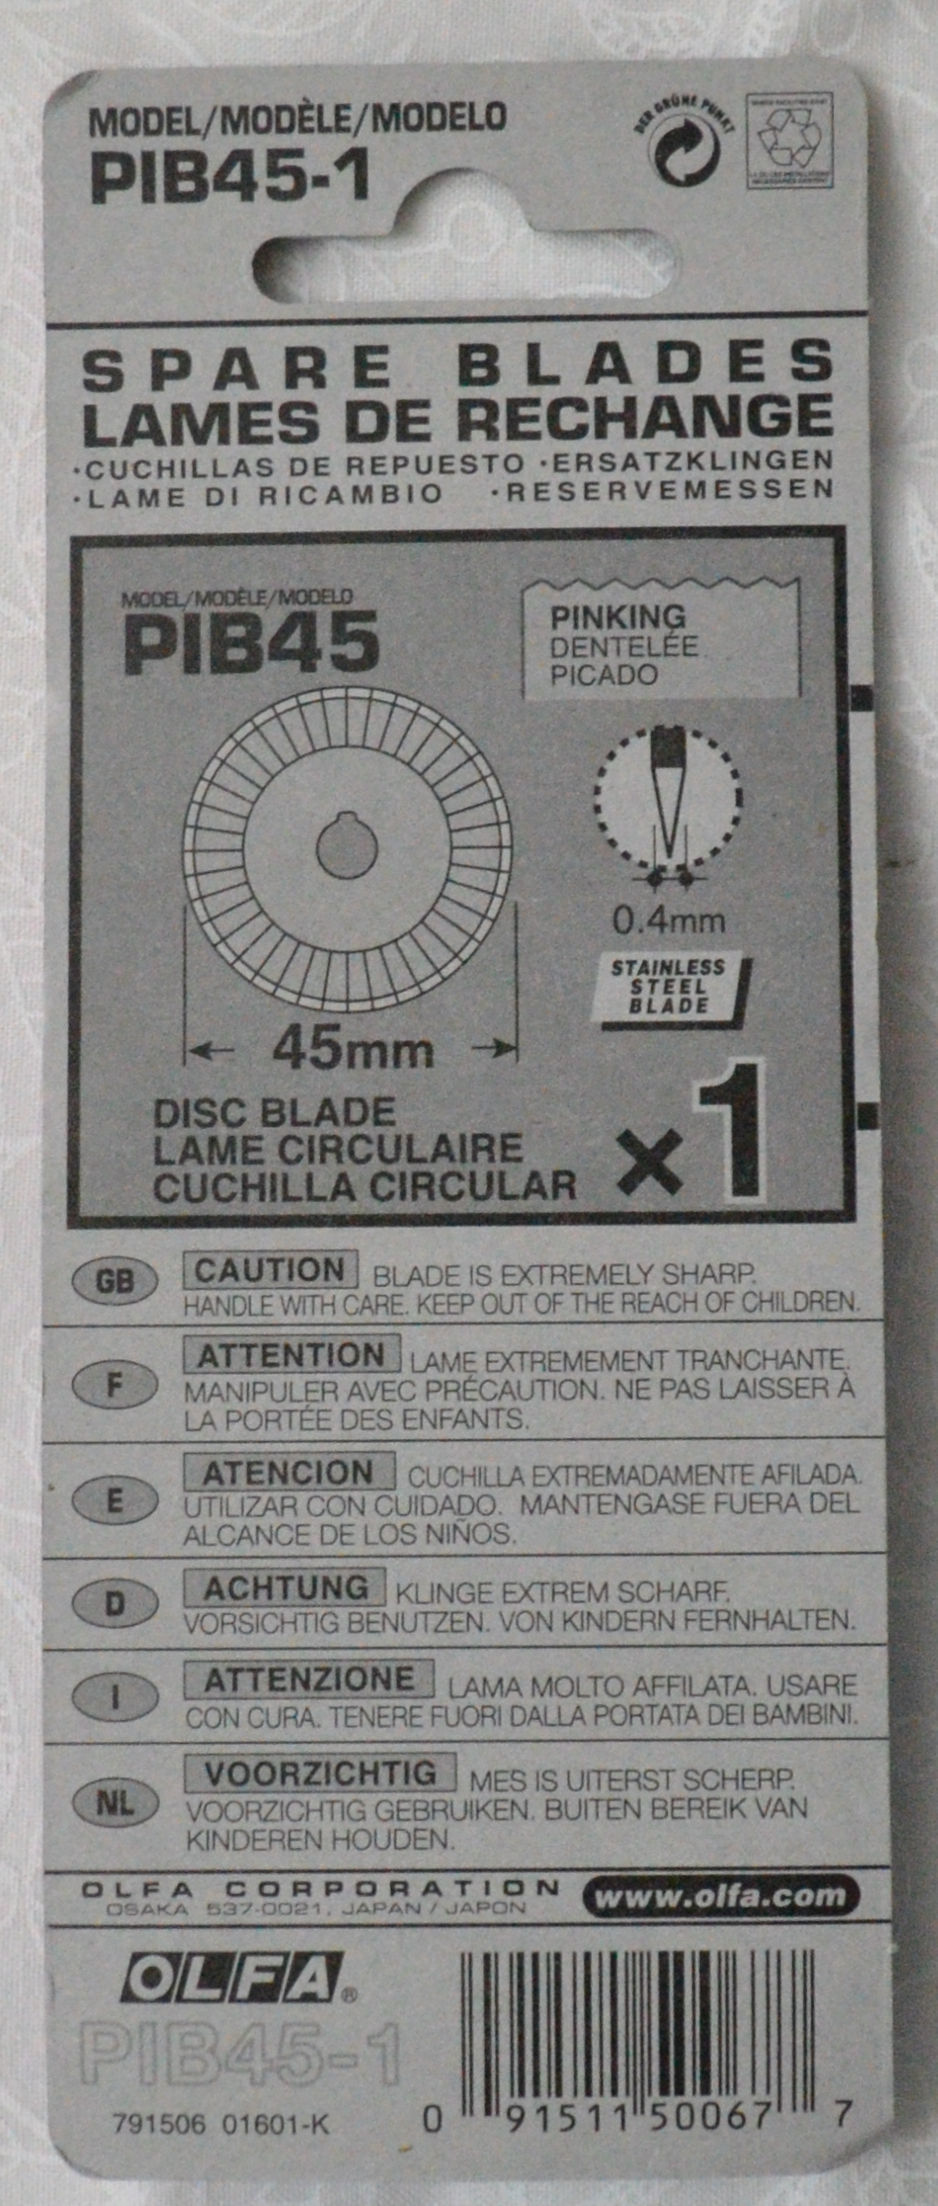 MODEL/MODÈLE/MODELO
PIB45-1
DER GRÜNE PUNKT
SPARE BLADES
LAMES DE RECHANGE
·CUCHILLAS DE REPUESTO ·ERSATZKLINGEN
·LAME DI RICAMBIO ·RESERVEMESSEN
MODEL/MODÈLE/MODELO
PIB45
PINKING
DENTELÉE
PICADO
0.4mm
STAINLESS
STEEL
BLADE
45mm
DISC BLADE
LAME CIRCULAIRE
CUCHILLA CIRCULAR
×1
GB CAUTION BLADE IS EXTREMELY SHARP.
HANDLE WITH CARE. KEEP OUT OF THE REACH OF CHILDREN.
F ATTENTION LAME EXTREMEMENT TRANCHANTE.
MANIPULER AVEC PRÉCAUTION. NE PAS LAISSER À
LA PORTÉE DES ENFANTS.
E ATENCION CUCHILLA EXTREMADAMENTE AFILADA.
UTILIZAR CON CUIDADO. MANTENGASE FUERA DEL
ALCANCE DE LOS NIÑOS.
D ACHTUNG KLINGE EXTREM SCHARF.
VORSICHTIG BENUTZEN. VON KINDERN FERNHALTEN.
I ATTENZIONE LAMA MOLTO AFFILATA. USARE
CON CURA. TENERE FUORI DALLA PORTATA DEI BAMBINI.
NL VOORZICHTIG MES IS UITERST SCHERP.
VOORZICHTIG GEBRUIKEN. BUITEN BEREIK VAN
KINDEREN HOUDEN.
OLFA CORPORATION
OSAKA 537-0021, JAPAN / JAPON
www.olfa.com
OLFA®
PIB45-1
791506 01601-K
0 91511 50067 7